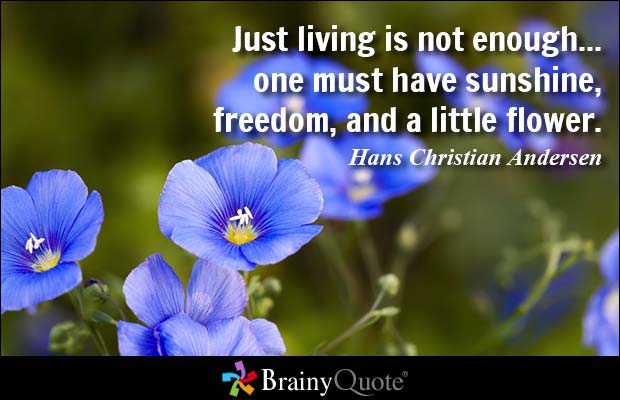 Just living is not enough...
one must have sunshine,
freedom, and a little flower.
Hans Christian Andersen
BrainyQuote®